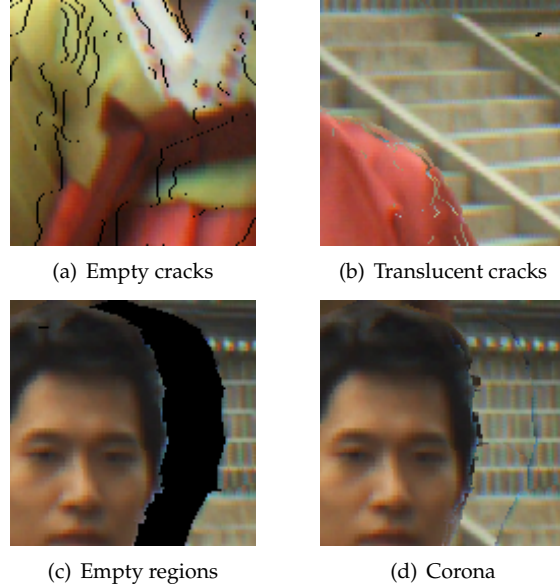 (a) Empty cracks
(b) Translucent cracks
(c) Empty regions
(d) Corona